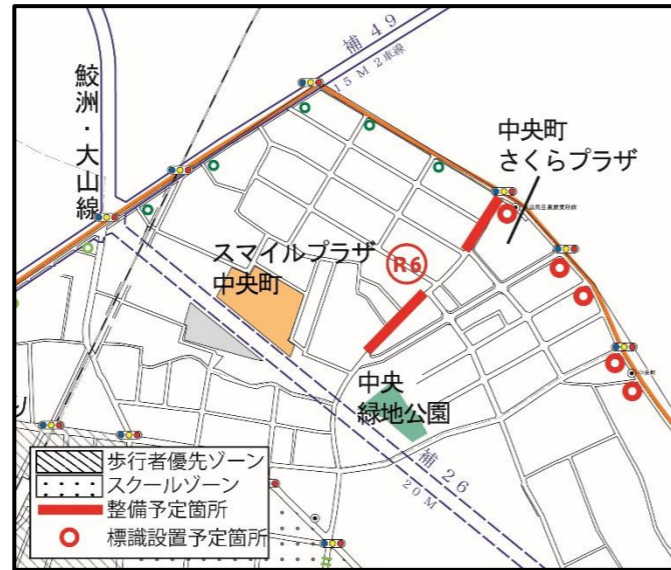 補49
15M2車線
鮫洲・大山線
中央町
さくらプラザ
スマイルプラザ
中央町
R6
中央
緑地公園
補26
20M
歩行者優先ゾーン
スクールゾーン
整備予定箇所
標識設置予定箇所